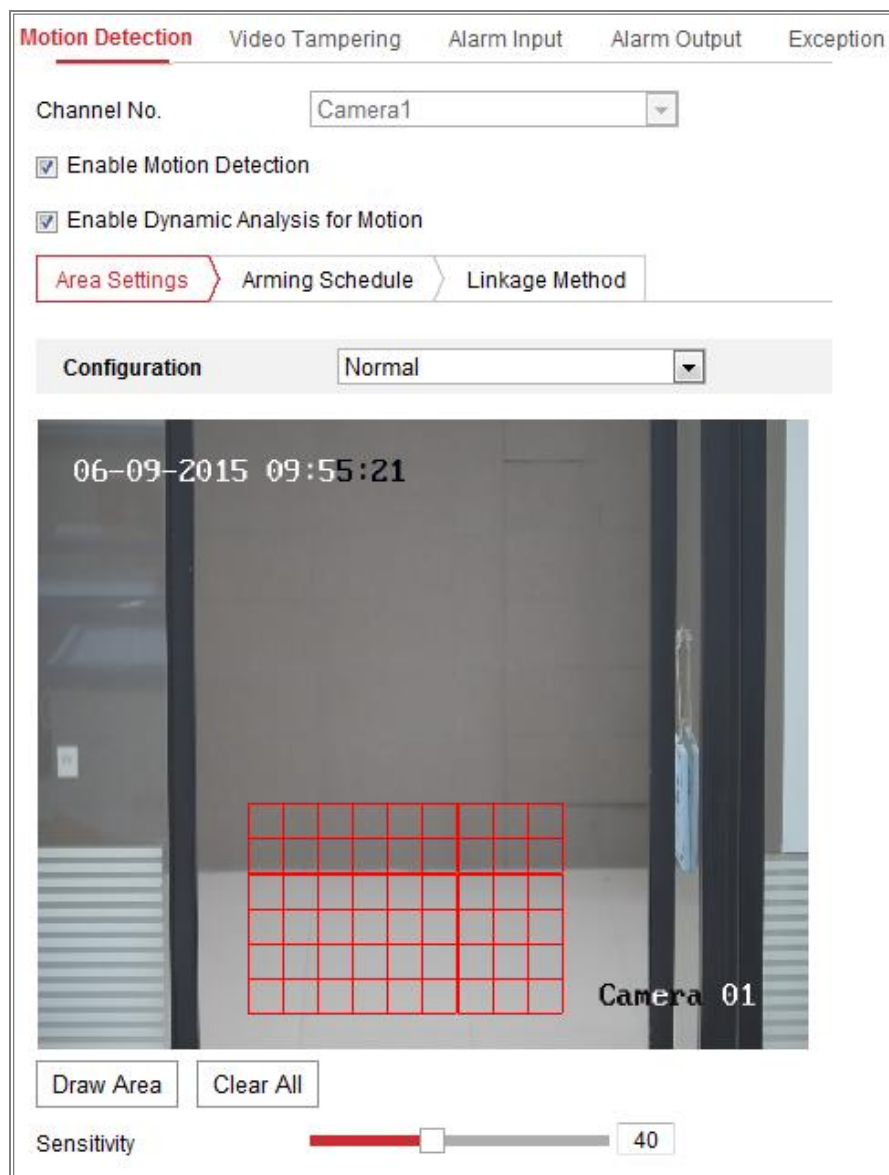 Motion Detection Video Tampering Alarm Input Alarm Output Exception
Channel No. Camera1
Enable Motion Detection
Enable Dynamic Analysis for Motion
Area Settings Arming Schedule Linkage Method
Configuration Normal
06-09-2015 09:55:21
Camera 01
Draw Area Clear All
Sensitivity 40